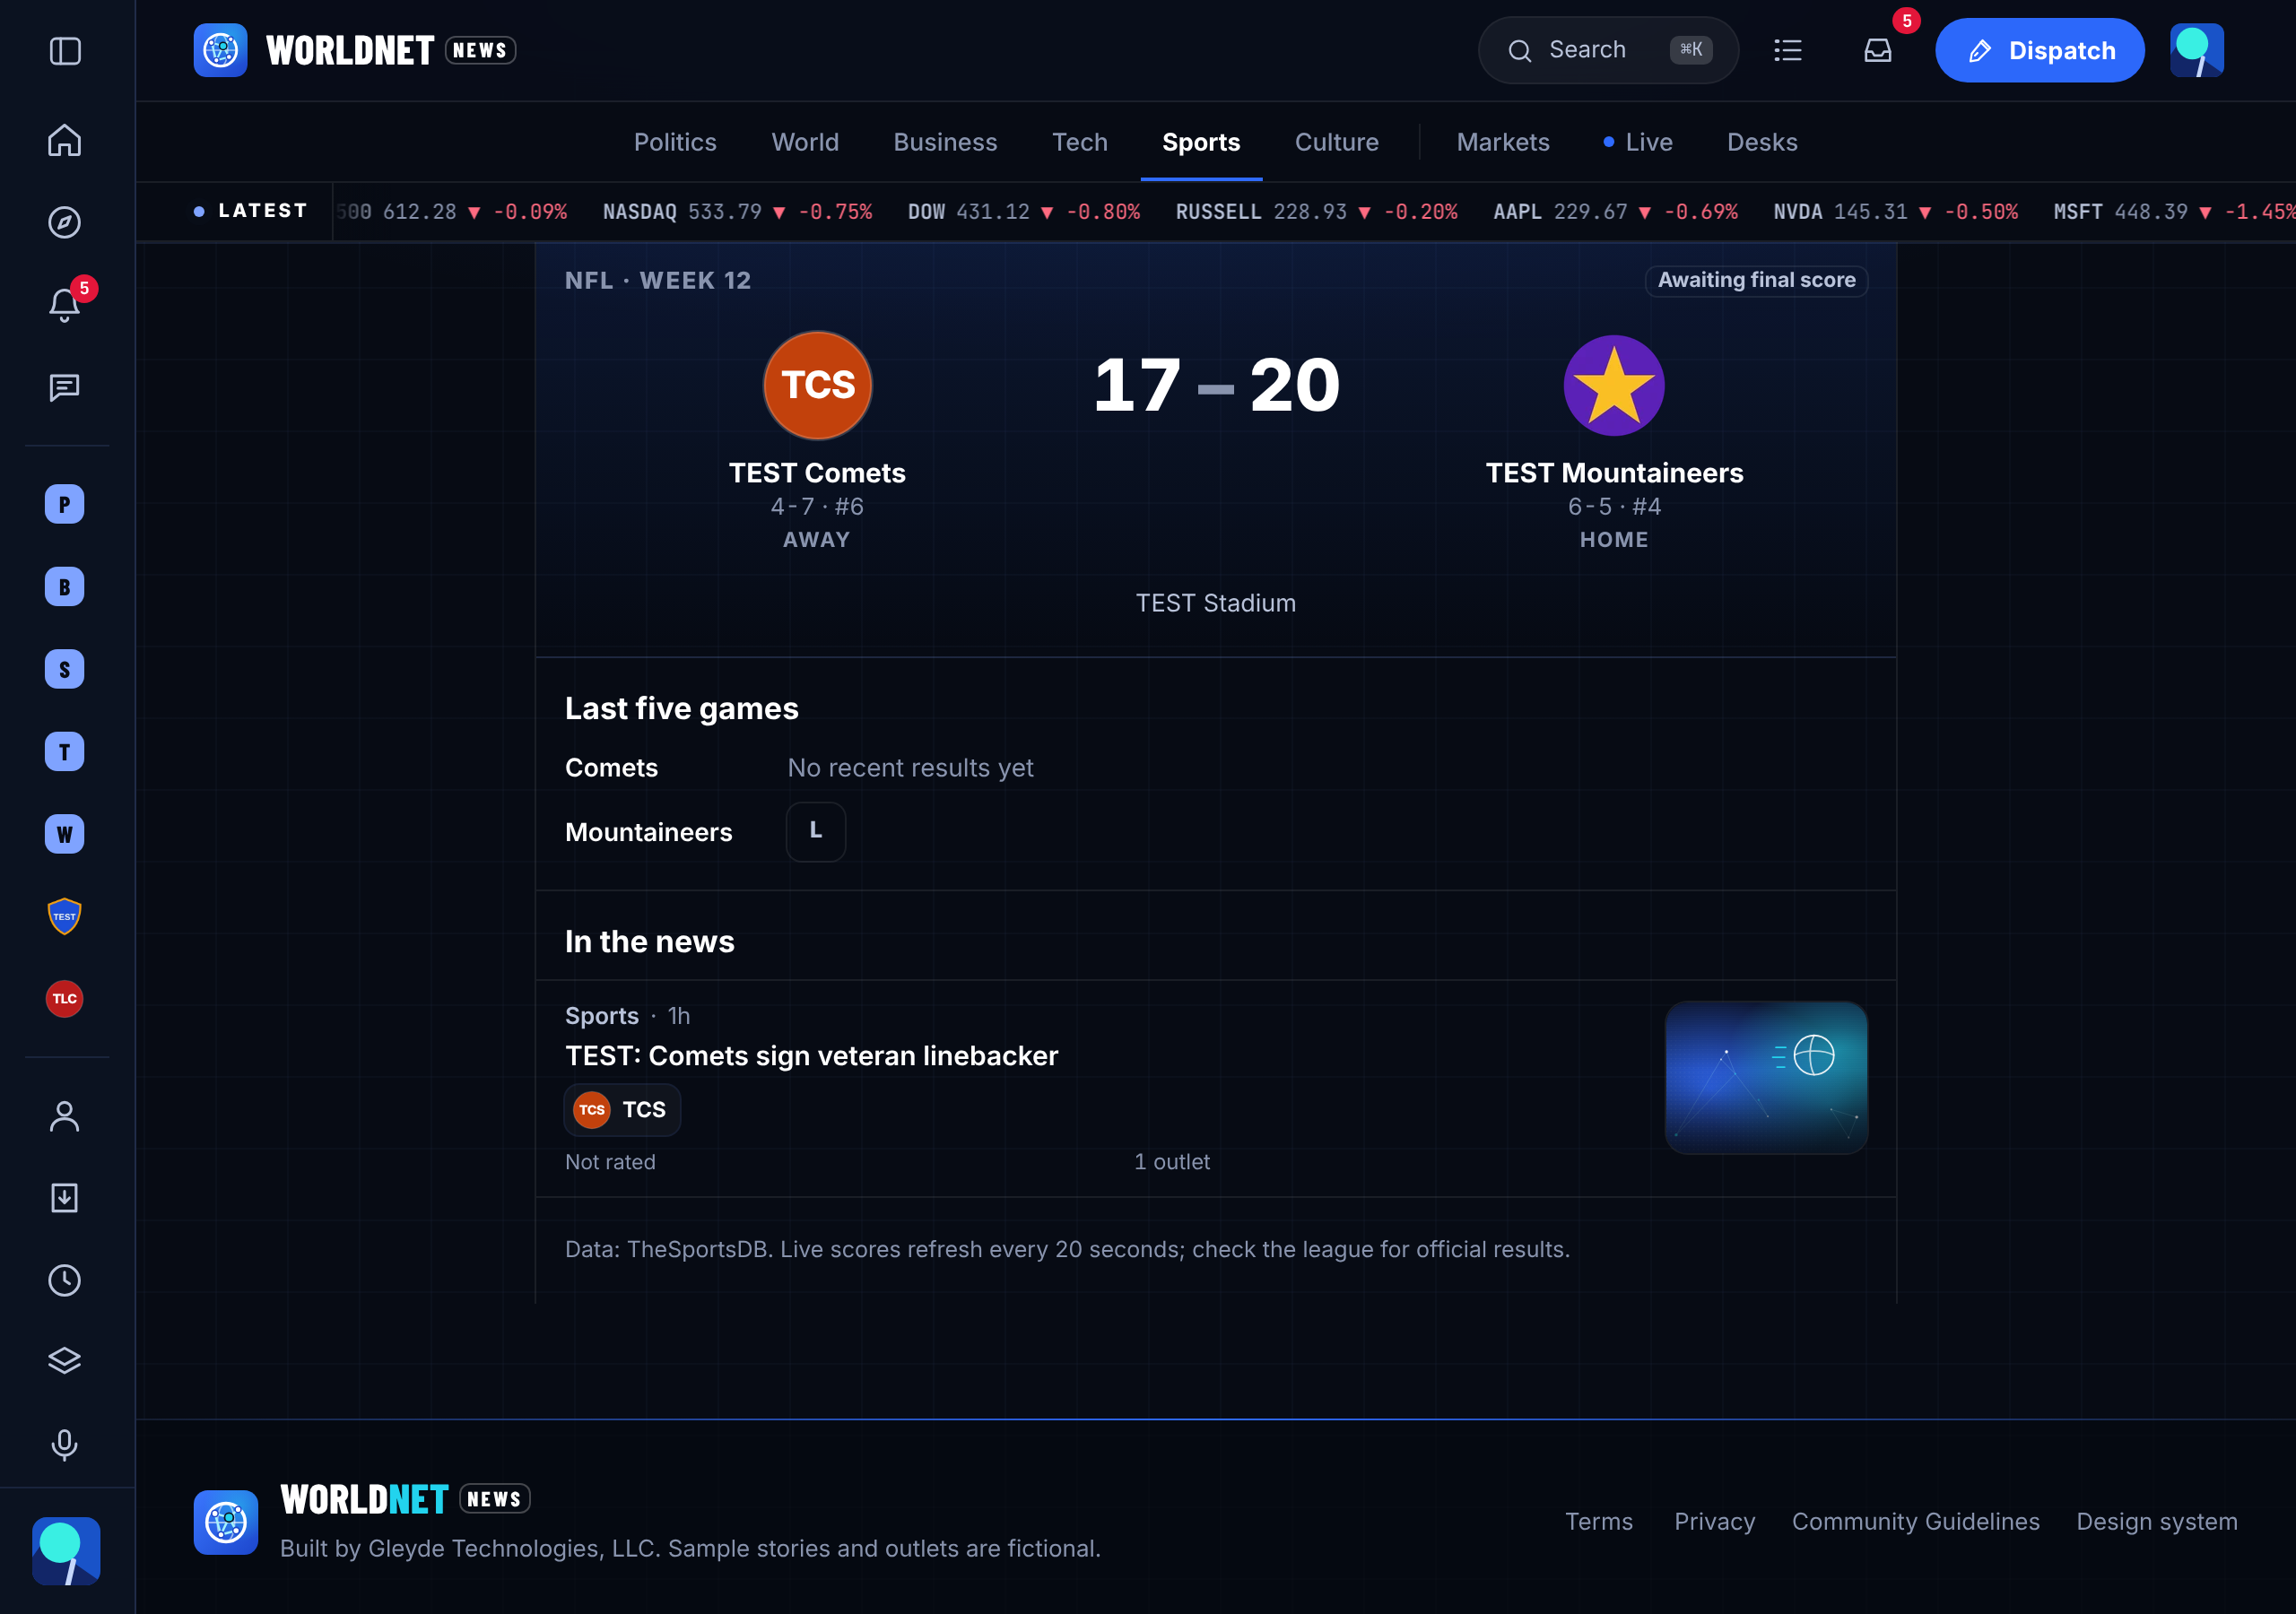 WORLDNET NEWS
Search ⌘K
5
Dispatch
Politics World Business Tech Sports Culture Markets Live Desks
LATEST
500 612.28 ▼ -0.09% NASDAQ 533.79 ▼ -0.75% DOW 431.12 ▼ -0.80% RUSSELL 228.93 ▼ -0.20% AAPL 229.67 ▼ -0.69% NVDA 145.31 ▼ -0.50% MSFT 448.39 ▼ -1.45%
5
P
B
S
T
W
TEST
TLC
NFL · WEEK 12
Awaiting final score
TCS
17 – 20
TEST Comets
4-7 · #6
AWAY
TEST Mountaineers
6-5 · #4
HOME
TEST Stadium
Last five games
Comets No recent results yet
Mountaineers L
In the news
Sports · 1h
TEST: Comets sign veteran linebacker
TCS TCS
Not rated 1 outlet
Data: TheSportsDB. Live scores refresh every 20 seconds; check the league for official results.
WORLDNET NEWS
Built by Gleyde Technologies, LLC. Sample stories and outlets are fictional.
Terms Privacy Community Guidelines Design system